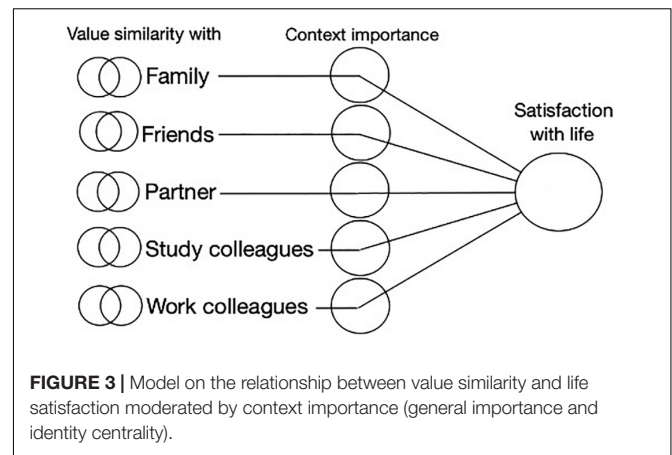 Value similarity with
Context importance
Family
Satisfaction
with life
Friends
Partner
Study colleagues
Work colleagues
FIGURE 3 | Model on the relationship between value similarity and life
satisfaction moderated by context importance (general importance and
identity centrality).